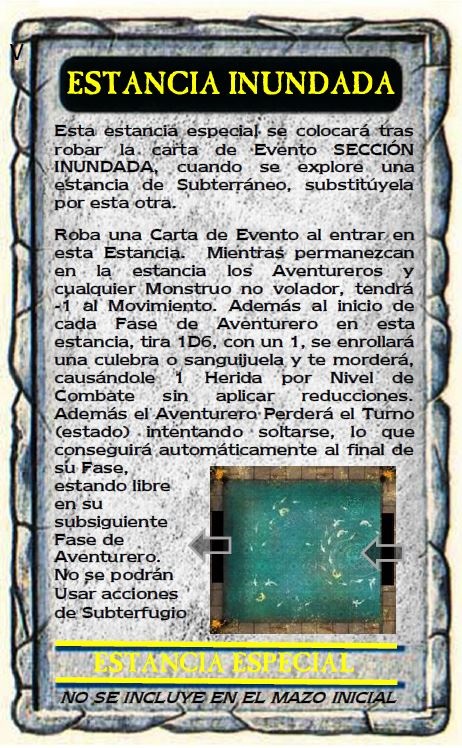 V
ESTANCIA INUNDADA
Esta estancia especial se colocará tras
robar la carta de Evento SECCIÓN
INUNDADA, cuando se explore una
estancia de Subterráneo, substitúyela
por esta otra.
Roba una Carta de Evento al entrar en
esta Estancia. Mientras permanezcan
en la estancia los Aventureros y
cualquier Monstruo no volador, tendrá
-1 al Movimiento. Además al inicio de
cada Fase de Aventurero en esta
estancia, tira 1D6, con un 1, se enrollará
una culebra o sanguijuela y te morderá,
causándole 1 Herida por Nivel de
Combate sin aplicar reducciones.
Además el Aventurero Perderá el Turno
(estado) intentando soltarse, lo que
conseguirá automáticamente al final de
su Fase,
estando libre
en su
subsiguiente
Fase de
Aventurero.
No se podrán
Usar acciones
de Subterfugio
ESTANCIA ESPECIAL
NO SE INCLUYE EN EL MAZO INICIAL